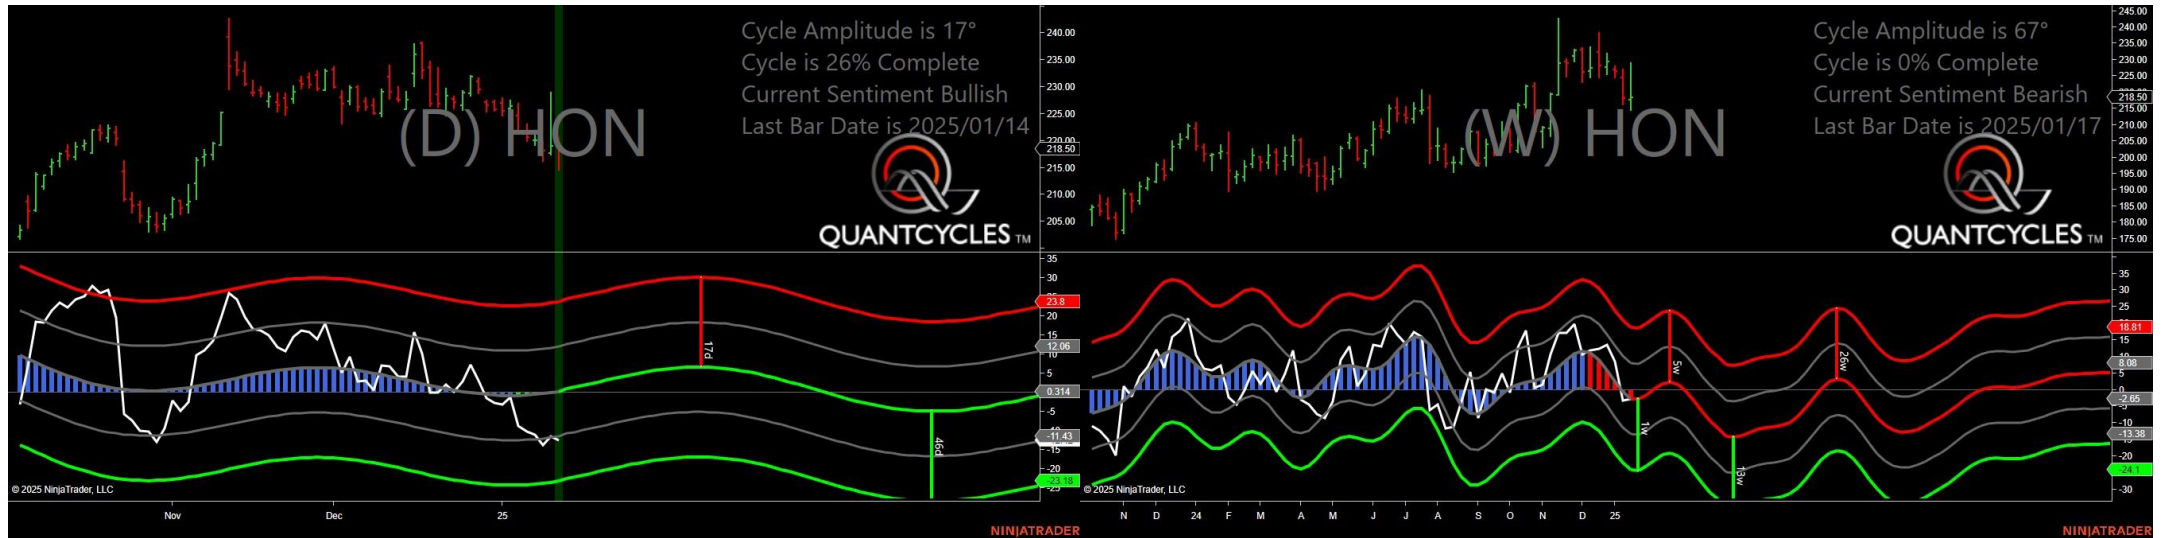 Cycle Amplitude is 17°
Cycle is 26% Complete
Current Sentiment Bullish
Last Bar Date is 2025/01/14
(D) HON
QUANTCYCLES TM
240.00
235.00
230.00
225.00
220.00
218.50
215.00
210.00
205.00
35
30
23.8
20
15
12.06
10
5
0.314
-5
-11.43
-15
-20
-23.18
-25
17d
46d
© 2025 NinjaTrader, LLC
Nov
Dec
25
NINJATRADER
Cycle Amplitude is 67°
Cycle is 0% Complete
Current Sentiment Bearish
Last Bar Date is 2025/01/17
(W) HON
QUANTCYCLES TM
245.00
240.00
235.00
230.00
225.00
218.50
215.00
210.00
205.00
200.00
195.00
190.00
185.00
180.00
175.00
35
30
25
18.81
15
8.08
5
0
-2.65
-10
-13.38
-20
-24.1
-30
5w
26w
1w
13w
© 2025 NinjaTrader, LLC
N
D
24
F
M
A
M
J
J
A
S
O
N
D
25
NINJATRADER